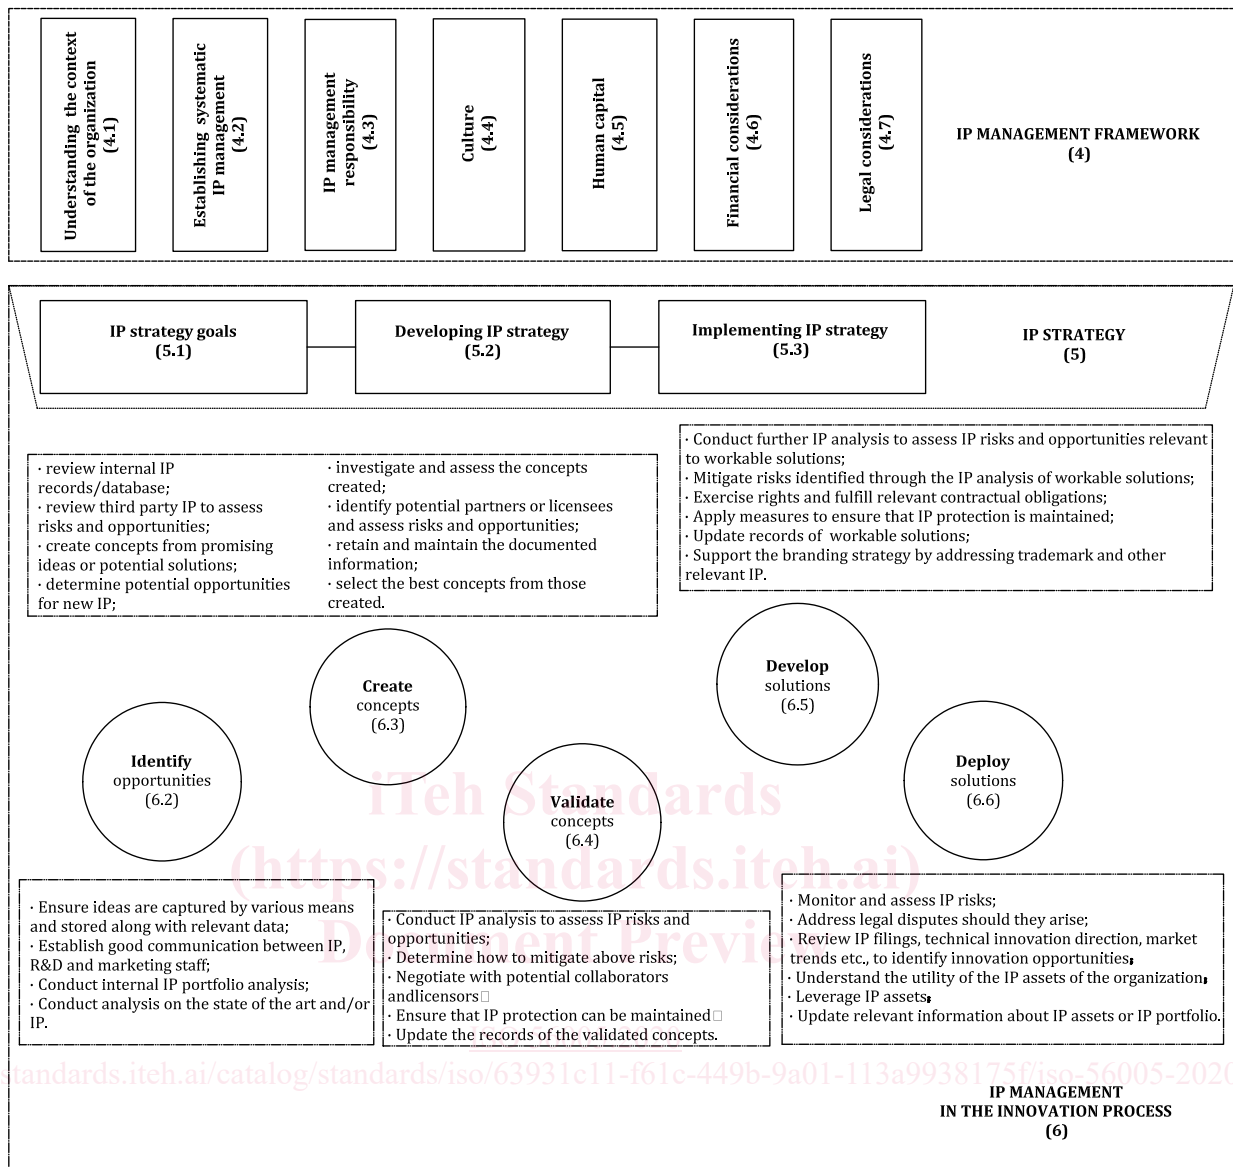 Understanding the context
of the organization
(4.1)
Establishing systematic
IP management
(4.2)
IP management
responsibility
(4.3)
Culture
(4.4)
Human capital
(4.5)
Financial considerations
(4.6)
Legal considerations
(4.7)
IP MANAGEMENT FRAMEWORK
(4)
IP strategy goals
(5.1)
Developing IP strategy
(5.2)
Implementing IP strategy
(5.3)
IP STRATEGY
(5)
· review internal IP
records/database;
· review third party IP to assess
risks and opportunities;
· create concepts from promising
ideas or potential solutions;
· determine potential opportunities
for new IP;
· investigate and assess the concepts
created;
· identify potential partners or licensees
and assess risks and opportunities;
· retain and maintain the documented
information;
· select the best concepts from those
created.
· Conduct further IP analysis to assess IP risks and opportunities relevant
to workable solutions;
· Mitigate risks identified through the IP analysis of workable solutions;
· Exercise rights and fulfill relevant contractual obligations;
· Apply measures to ensure that IP protection is maintained;
· Update records of workable solutions;
· Support the branding strategy by addressing trademark and other
relevant IP.
Identify
opportunities
(6.2)
Create
concepts
(6.3)
Validate
concepts
(6.4)
Develop
solutions
(6.5)
Deploy
solutions
(6.6)
iTeh Standards
(https://standards.iteh.ai)
Document Preview
· Ensure ideas are captured by various means
and stored along with relevant data;
· Establish good communication between IP,
R&D and marketing staff;
· Conduct internal IP portfolio analysis;
· Conduct analysis on the state of the art and/or
IP.
· Conduct IP analysis to assess IP risks and
opportunities;
· Determine how to mitigate above risks;
· Negotiate with potential collaborators
andlicensors□
· Ensure that IP protection can be maintained□
· Update the records of the validated concepts.
· Monitor and assess IP risks;
· Address legal disputes should they arise;
· Review IP filings, technical innovation direction, market
trends etc., to identify innovation opportunities;
· Understand the utility of the IP assets of the organization;
· Leverage IP assets;
· Update relevant information about IP assets or IP portfolio.
standards.iteh.ai/catalog/standards/iso/63931c11-f61c-449b-9a01-113a9938175f/iso-56005-2020
IP MANAGEMENT
IN THE INNOVATION PROCESS
(6)